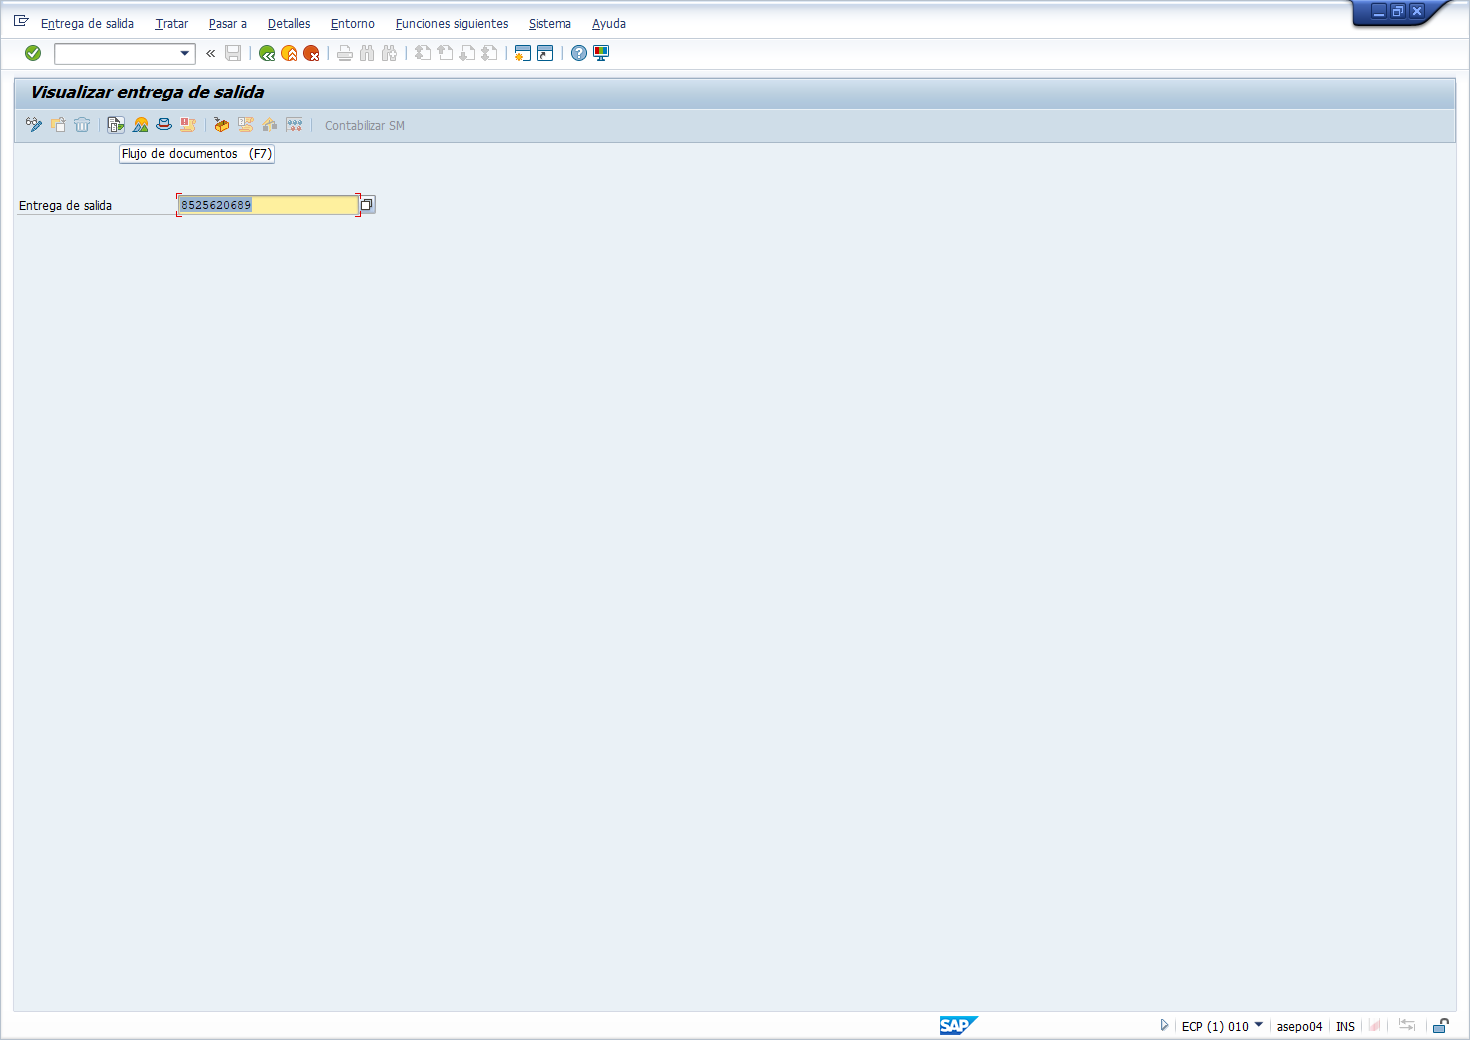 Entrega de salida Tratar Pasar a Detalles Entorno Funciones siguientes Sistema Ayuda
Visualizar entrega de salida
Contabilizar SM
Flujo de documentos (F7)
Entrega de salida 8525620689
SAP ECP (1) 010 asepo04 INS